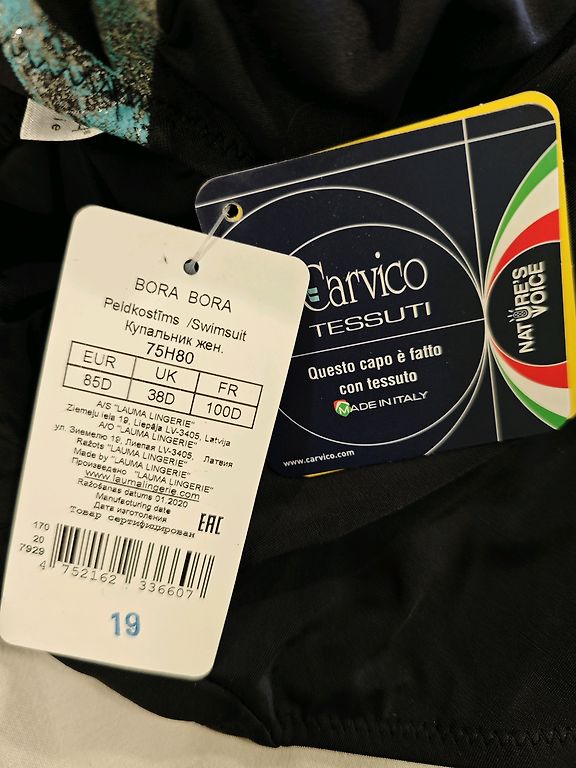 BORA BORA
Peldkostīms /Swimsuit
Купальник жен.
75H80
EUR UK FR
85D 38D 100D
A/S "LAUMA LINGERIE"
Ziemeļu iela 19, Liepāja LV-3405, Latvija
А/О "LAUMA LINGERIE"
ул. Зиемелю 19, Лиепая LV-3405, Латвия
Ražots "LAUMA LINGERIE"
Made by "LAUMA LINGERIE"
Произведено "LAUMA LINGERIE"
www.laumalingerie.com
Ražošanas datums 01.2020
Manufacturing date
Дата изготоления
Товар сертифицирован
EAC
170
20
7929
4 752162 336607
19
Carvico
TESSUTI
Questo capo è fatto
con tessuto
MADE IN ITALY
www.carvico.com
NATURE'S
VOICE